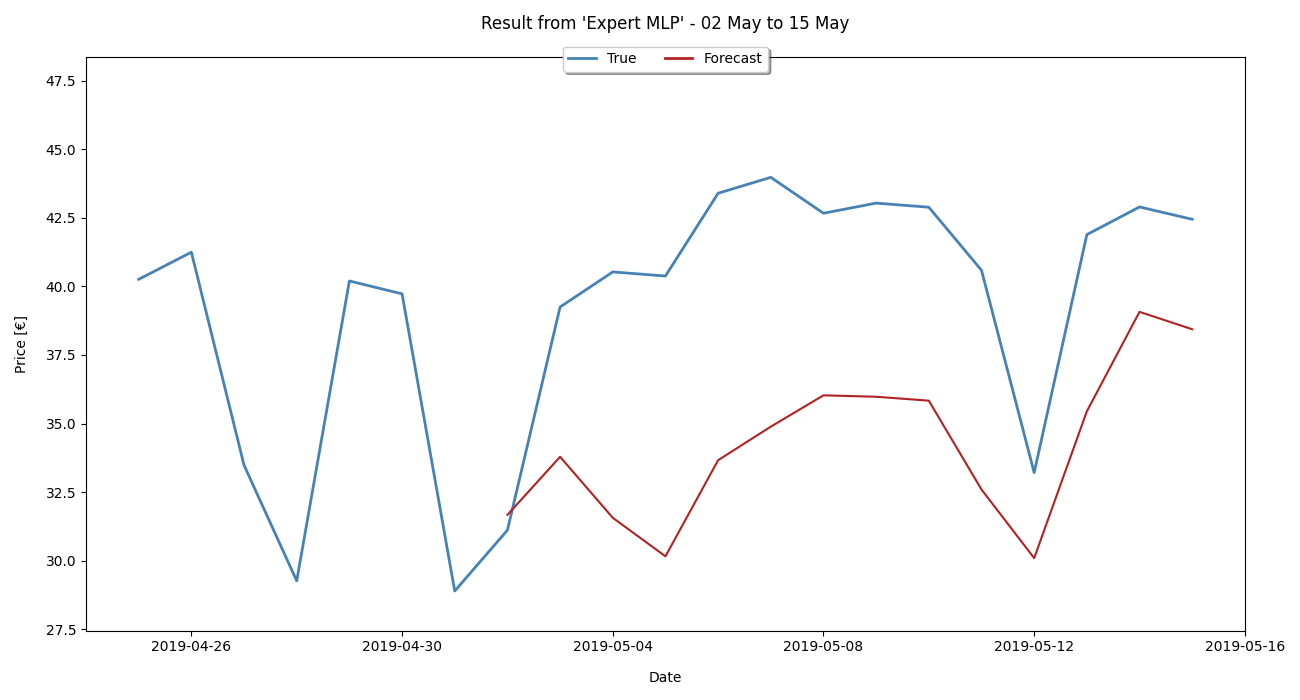 Result from 'Expert MLP' - 02 May to 15 May
True Forecast
47.5
45.0
42.5
40.0
37.5
35.0
32.5
30.0
27.5
Price [€]
2019-04-26 2019-04-30 2019-05-04 2019-05-08 2019-05-12 2019-05-16
Date